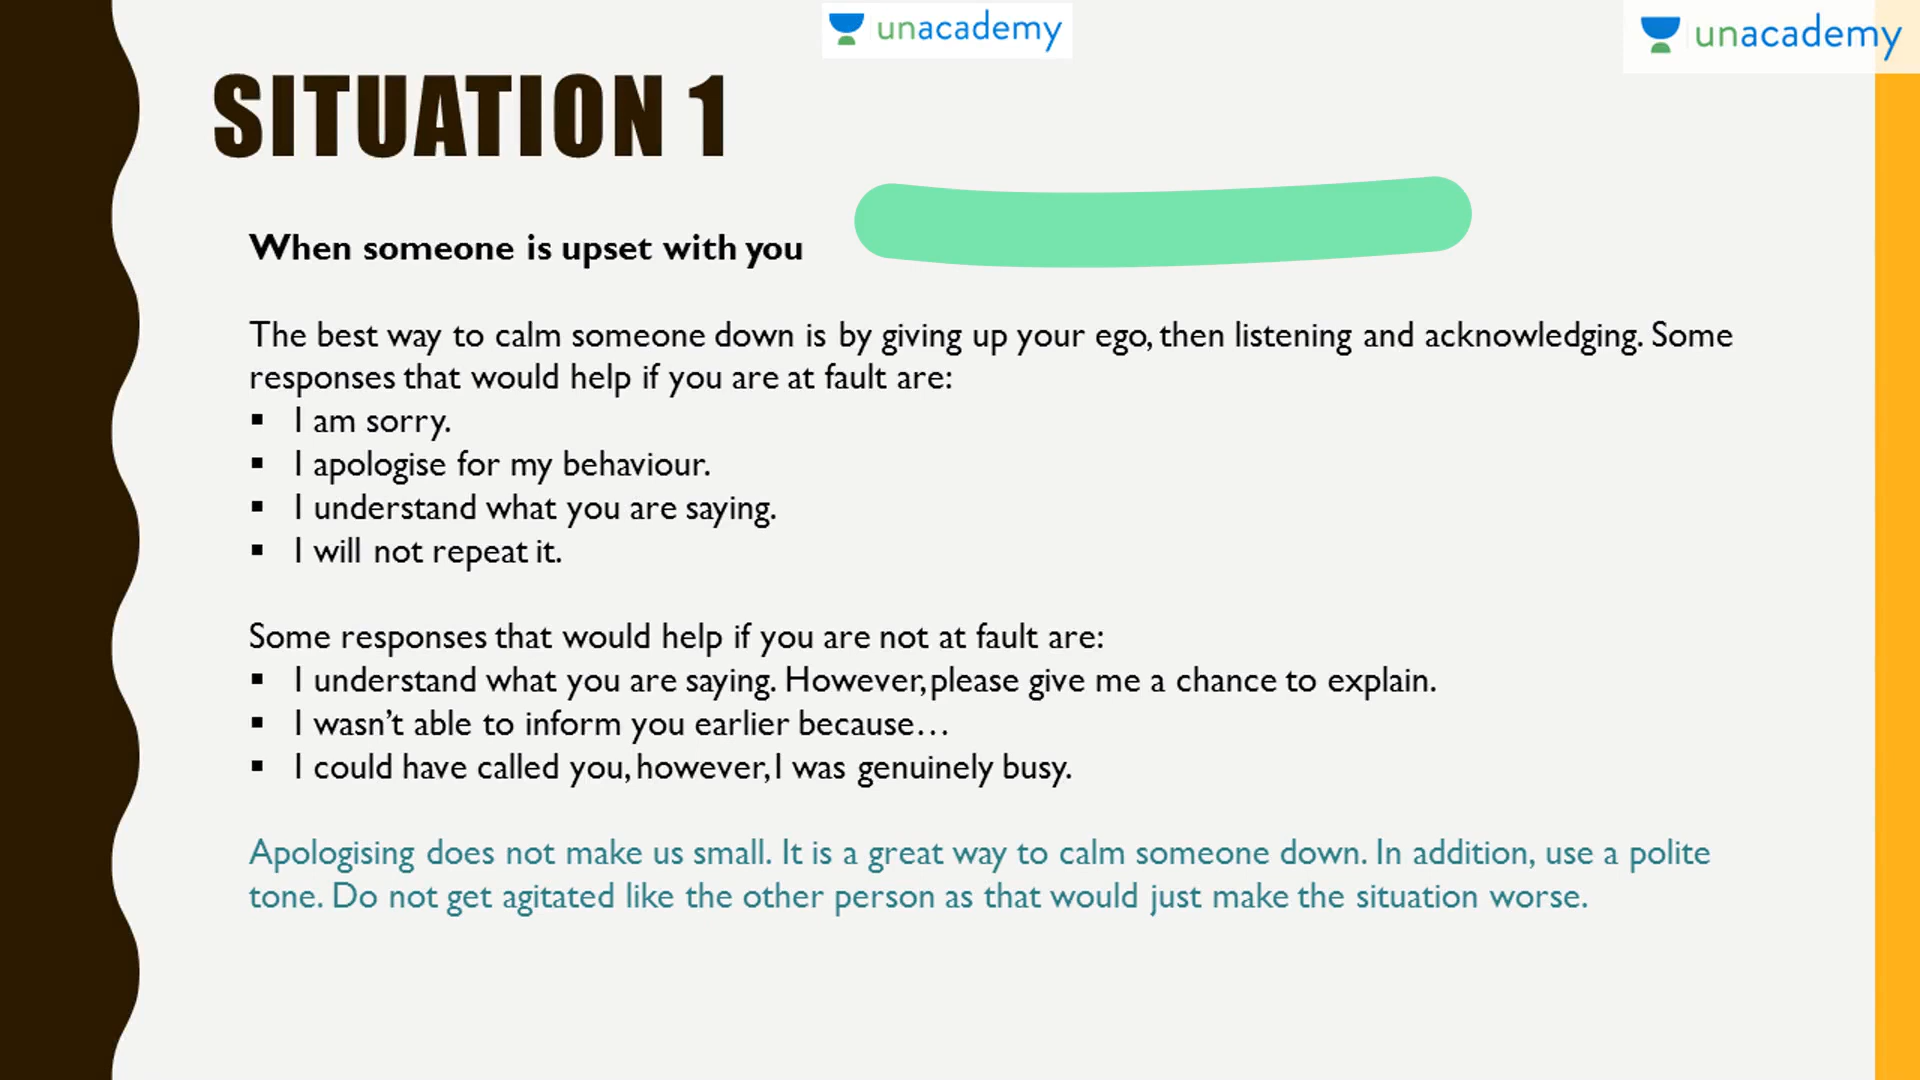 unacademy
unacademy
SITUATION 1
When someone is upset with you
The best way to calm someone down is by giving up your ego, then listening and acknowledging. Some
responses that would help if you are at fault are:
▪ I am sorry.
▪ I apologise for my behaviour.
▪ I understand what you are saying.
▪ I will not repeat it.
Some responses that would help if you are not at fault are:
▪ I understand what you are saying. However, please give me a chance to explain.
▪ I wasn’t able to inform you earlier because…
▪ I could have called you, however, I was genuinely busy.
Apologising does not make us small. It is a great way to calm someone down. In addition, use a polite
tone. Do not get agitated like the other person as that would just make the situation worse.